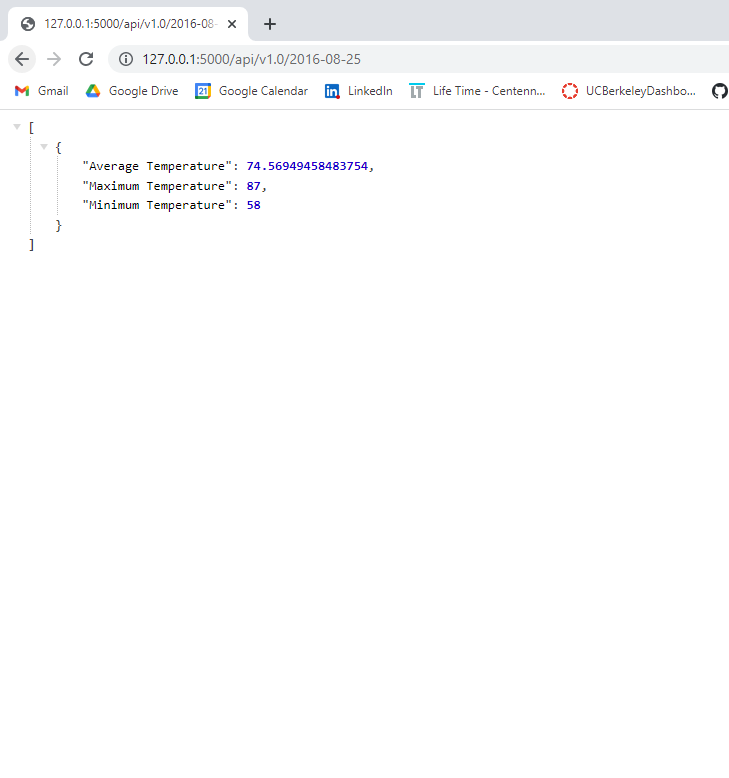 127.0.0.1:5000/api/v1.0/2016-08-
127.0.0.1:5000/api/v1.0/2016-08-25
Gmail Google Drive 21 Google Calendar in LinkedIn LT Life Time - Centenn... UCBerkeleyDashbo...
[
{
"Average Temperature": 74.56949458483754,
"Maximum Temperature": 87,
"Minimum Temperature": 58
}
]